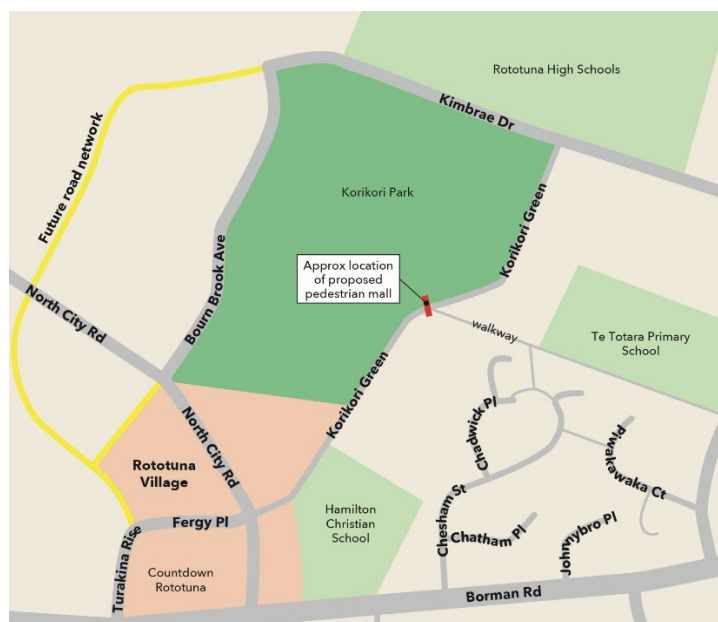 Rototuna High Schools
Kimbrae Dr
Future road network
Korikori Park
Korikori Green
Bourn Brook Ave
Approx location
of proposed
pedestrian mall
North City Rd
walkway
Te Totara Primary
School
Korikori Green
Chadwick Pl
Piwakawaka Ct
North City Rd
Rototuna
Village
Chesham St
Hamilton
Christian
School
Chatham Pl
Johnnybro Pl
Fergy Pl
Turakina Rise
Countdown
Rototuna
Borman Rd